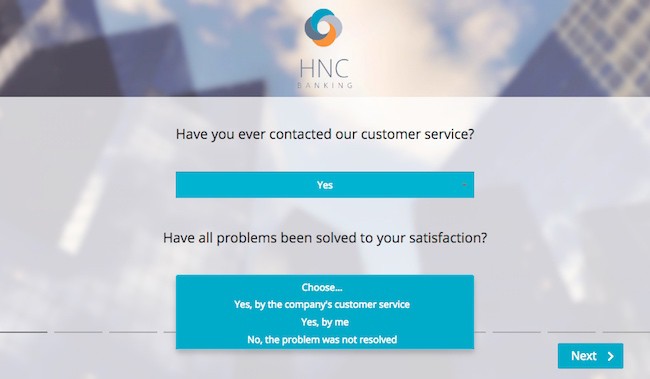 HNC
BANKING
Have you ever contacted our customer service?
Yes
Have all problems been solved to your satisfaction?
Choose...
Yes, by the company's customer service
Yes, by me
No, the problem was not resolved
Next